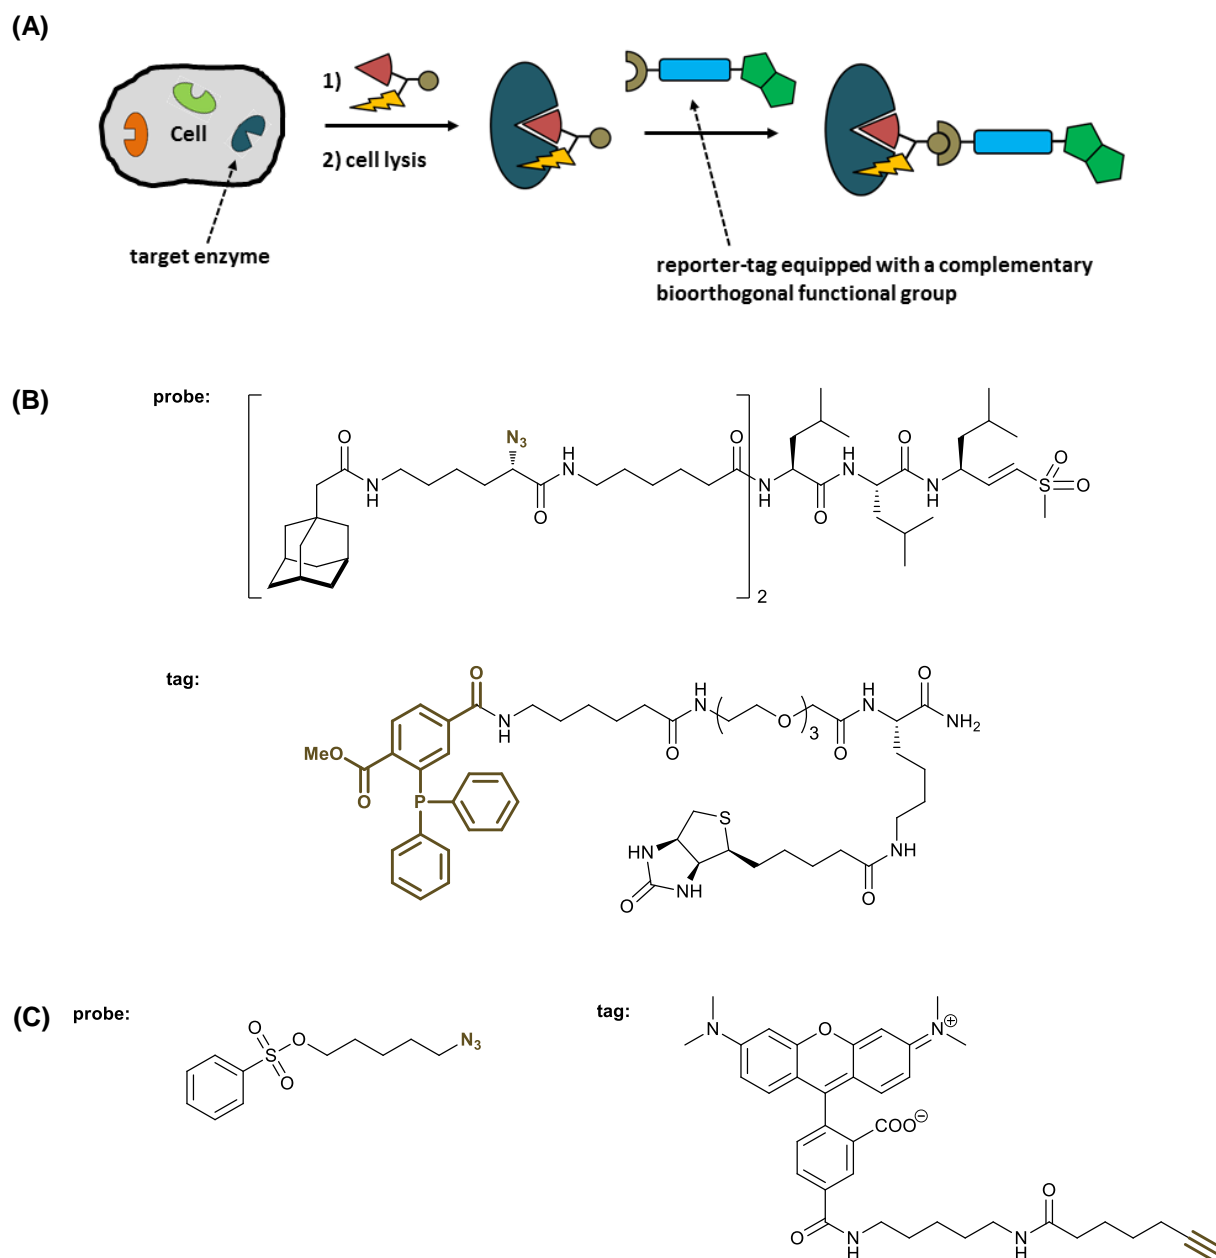 (A)
1)
2) cell lysis
Cell
target enzyme
reporter-tag equipped with a complementary
bioorthogonal functional group
(B)
probe:
O
N
H
N3
O
H
N
O
2
N
H
O
H
N
O
N
H
S
O
O
tag:
MeO
O
P
O
N
H
O
H
N
O
3
O
H
N
O
NH2
S
HN
NH
O
O
NH
(C)
probe:
O
S
O
O
N3
tag:
N
O
N
⊕
COO
⊖
O
N
H
N
H
O